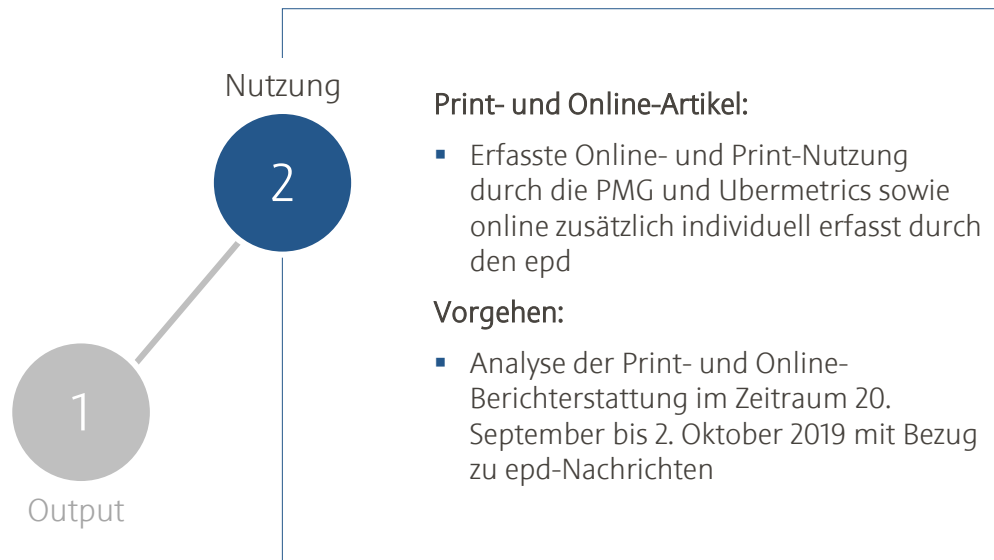 Nutzung
2
1
Output
Print- und Online-Artikel:
▪ Erfasste Online- und Print-Nutzung
durch die PMG und Ubermetrics sowie
online zusätzlich individuell erfasst durch
den epd
Vorgehen:
▪ Analyse der Print- und Online-
Berichterstattung im Zeitraum 20.
September bis 2. Oktober 2019 mit Bezug
zu epd-Nachrichten